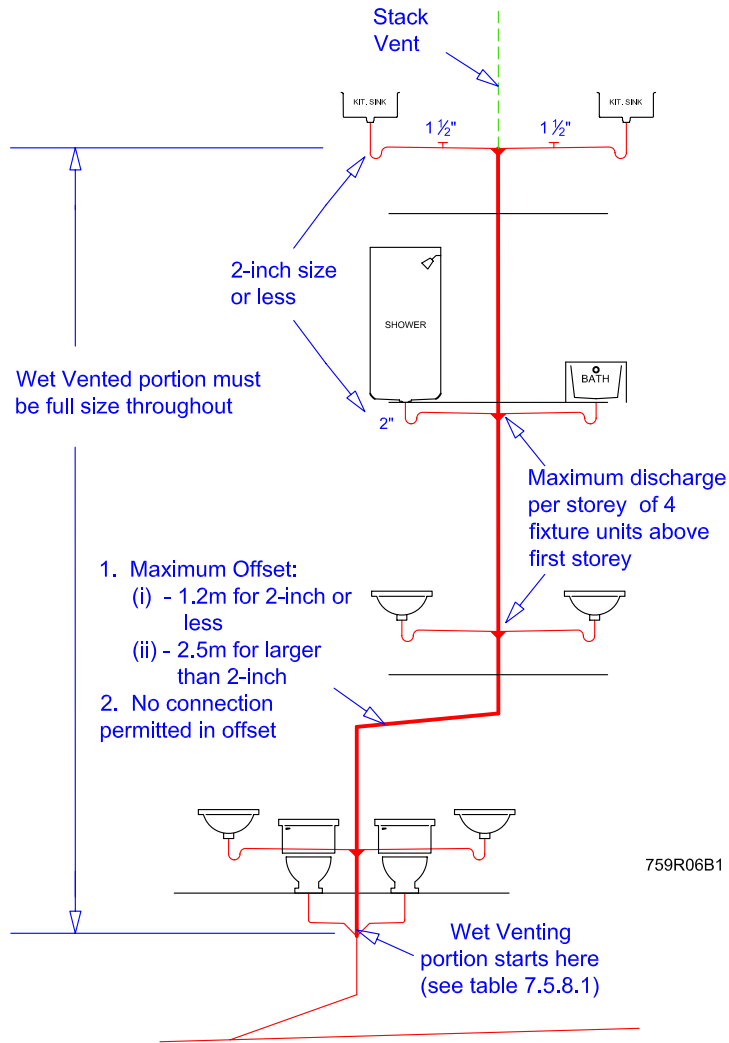 Stack
Vent
KIT. SINK
KIT. SINK
1 ½"
1 ½"
2-inch size
or less
SHOWER
Wet Vented portion must
be full size throughout
BATH
2"
Maximum discharge
per storey of 4
fixture units above
first storey
1. Maximum Offset:
(i) - 1.2m for 2-inch or
less
(ii) - 2.5m for larger
than 2-inch
2. No connection
permitted in offset
759R06B1
Wet Venting
portion starts here
(see table 7.5.8.1)